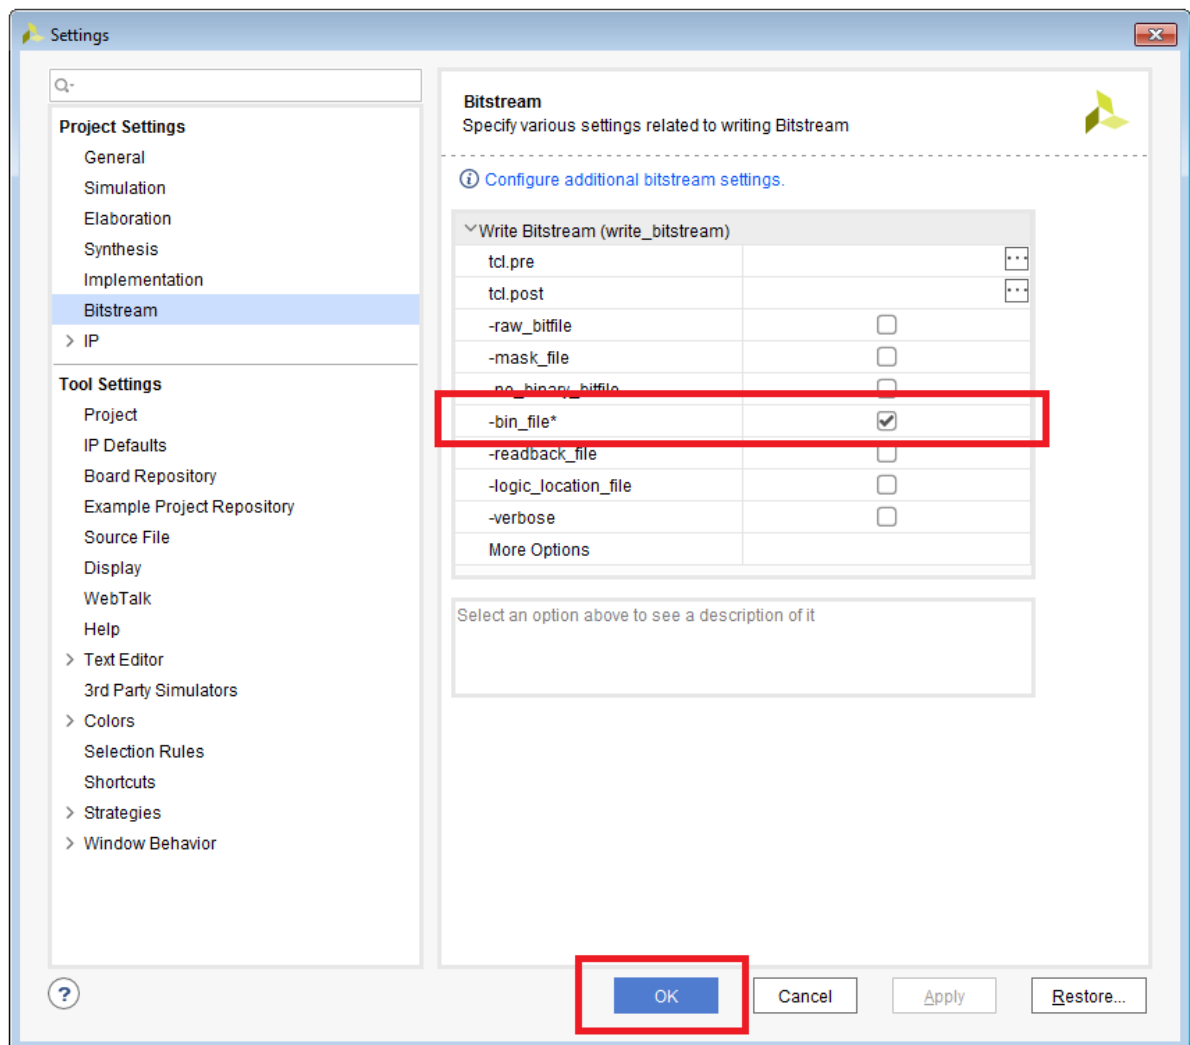 Settings
Project Settings
General
Simulation
Elaboration
Synthesis
Implementation
Bitstream
IP
Tool Settings
Project
IP Defaults
Board Repository
Example Project Repository
Source File
Display
WebTalk
Help
Text Editor
3rd Party Simulators
Colors
Selection Rules
Shortcuts
Strategies
Window Behavior
Bitstream
Specify various settings related to writing Bitstream
Configure additional bitstream settings.
Write Bitstream (write_bitstream)
tcl.pre
tcl.post
-raw_bitfile
-mask_file
-no_binary_bitfile
-bin_file*
-readback_file
-logic_location_file
-verbose
More Options
Select an option above to see a description of it
? OK Cancel Apply Restore...